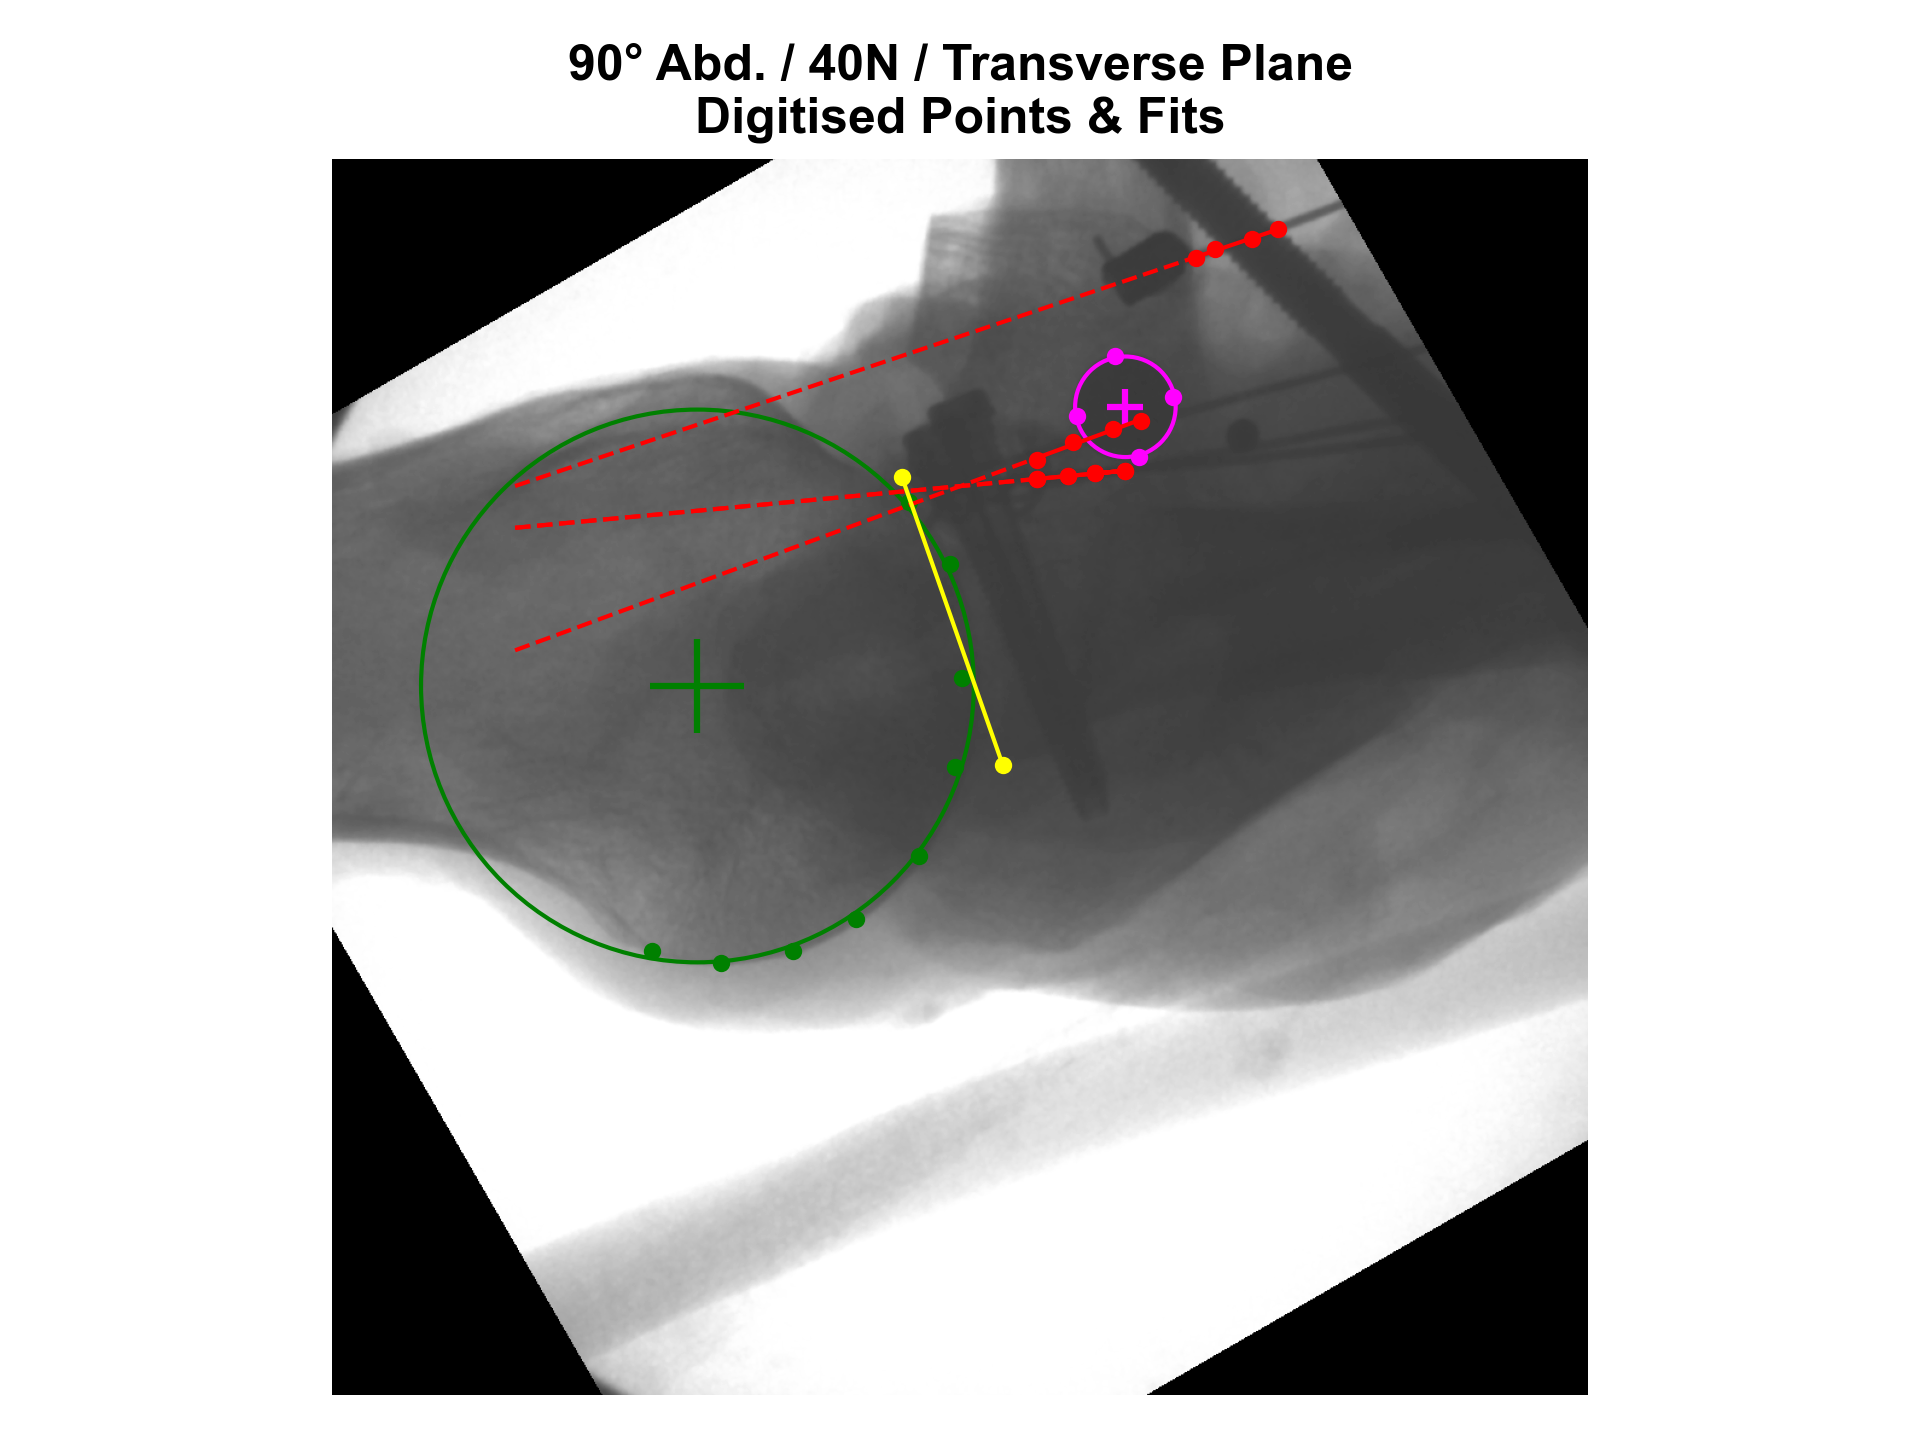 90° Abd. / 40N / Transverse Plane
Digitised Points & Fits